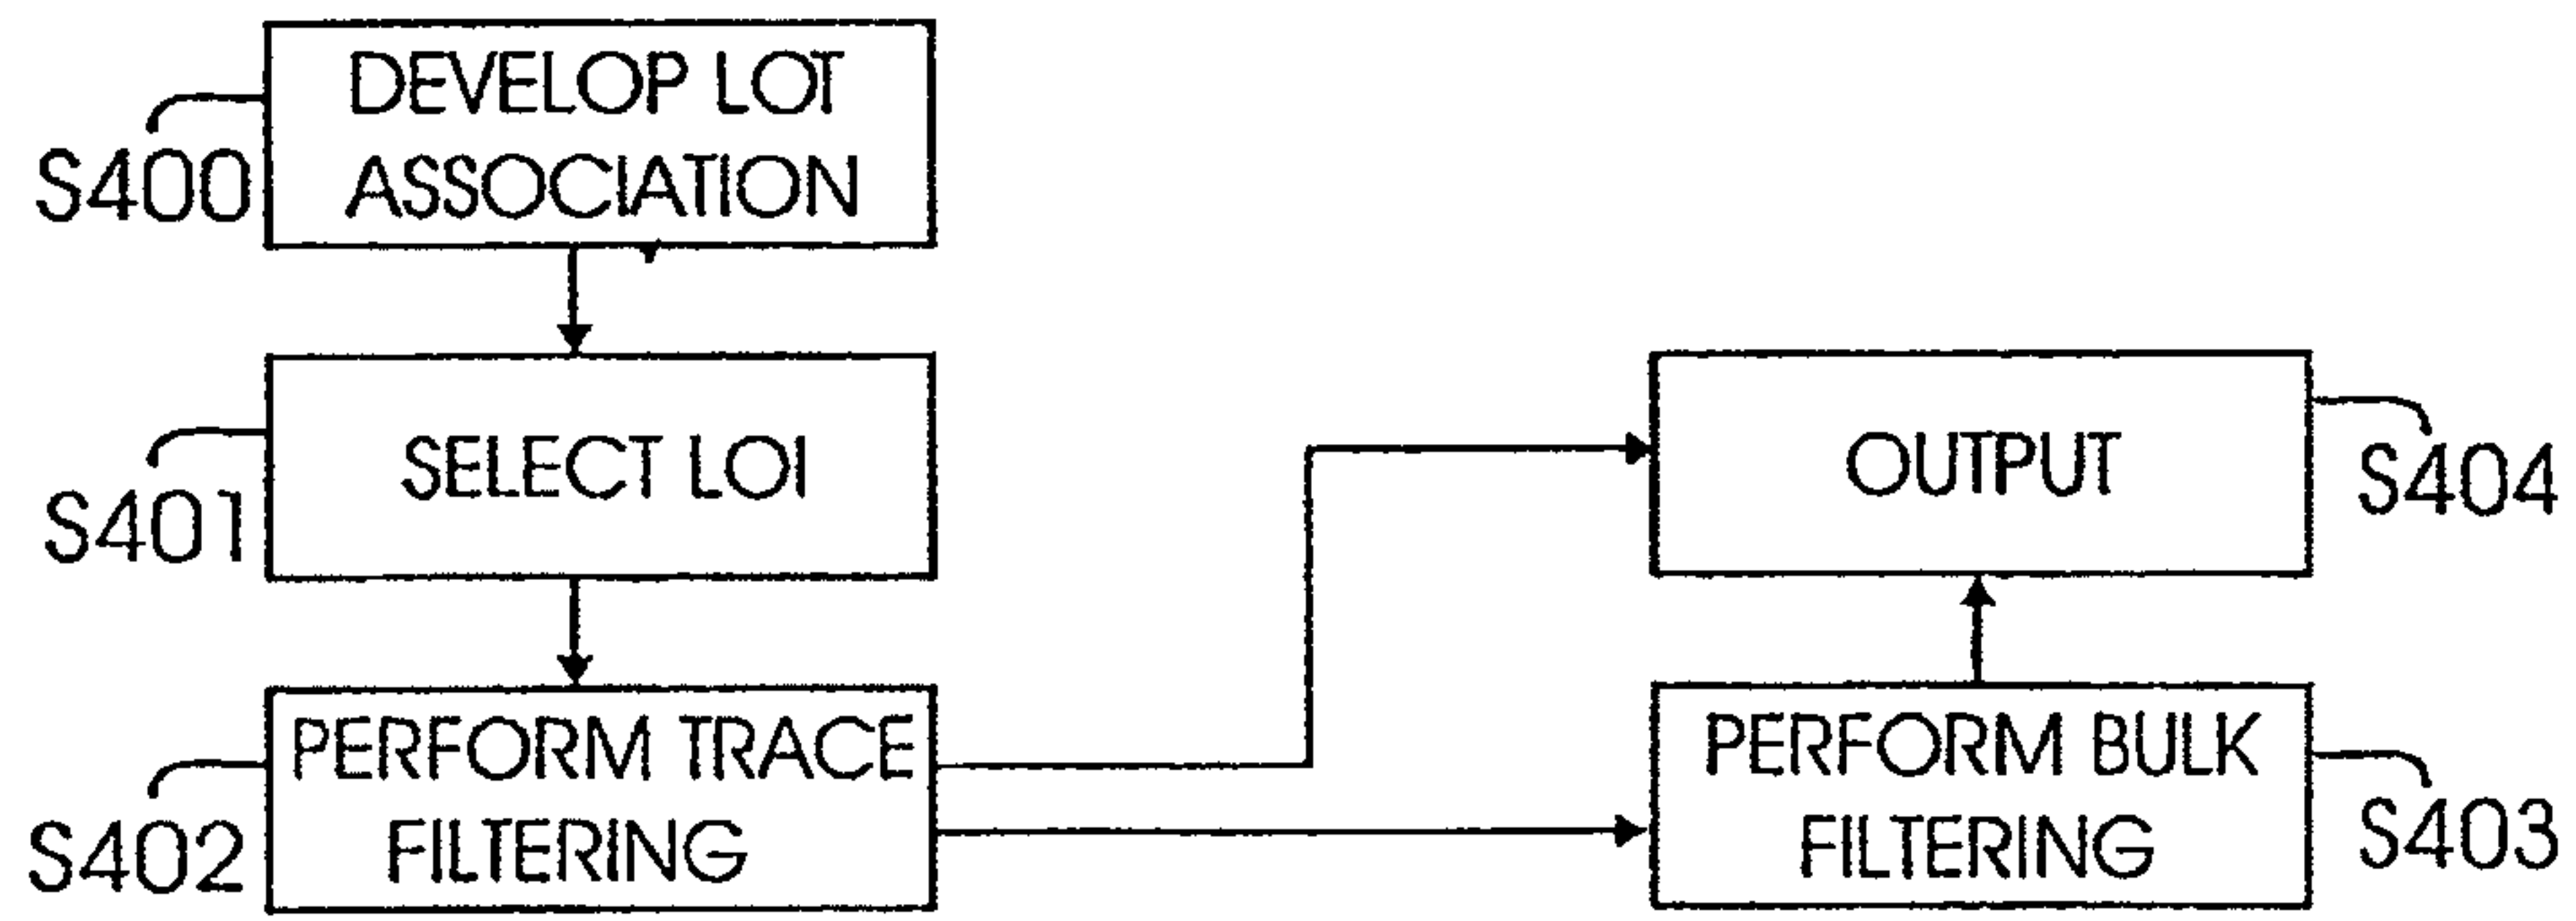 DEVELOP LOT
ASSOCIATION
S400
SELECT LOI
S401
PERFORM TRACE
FILTERING
S402
OUTPUT
S404
PERFORM BULK
FILTERING
S403